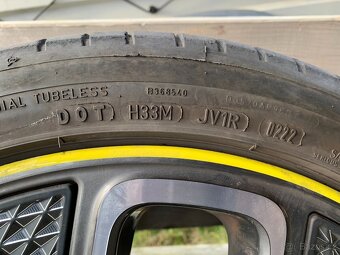 IAL TUBELESS
B368540
DOT H33M JV1R 0222